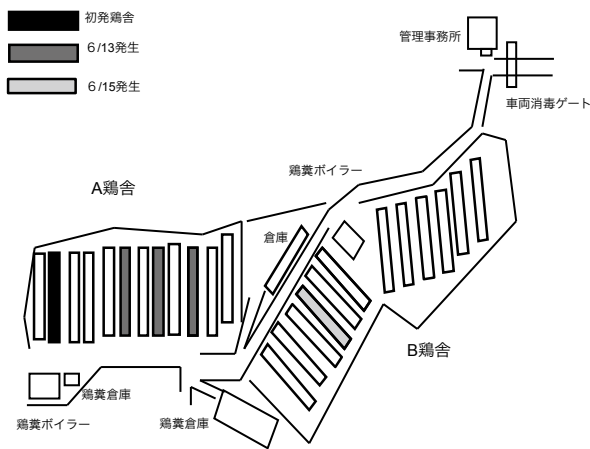 初発鶏舎
６/13発生
６/15発生
管理事務所
車両消毒ゲート
鶏糞ボイラー
A鶏舎
倉庫
B鶏舎
鶏糞倉庫
鶏糞ボイラー
鶏糞倉庫